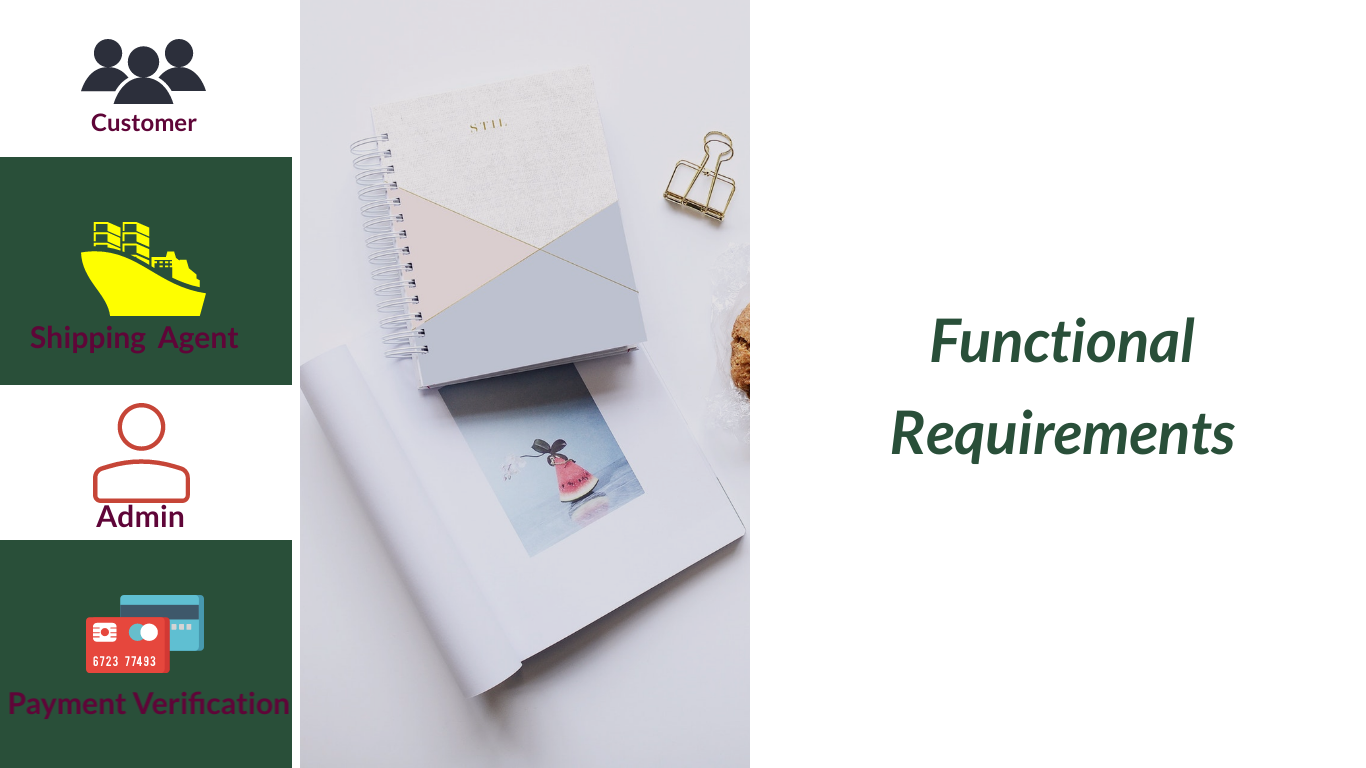 Customer
Shipping Agent
Admin
6723 77493
Payment Verification
STIL
Functional
Requirements